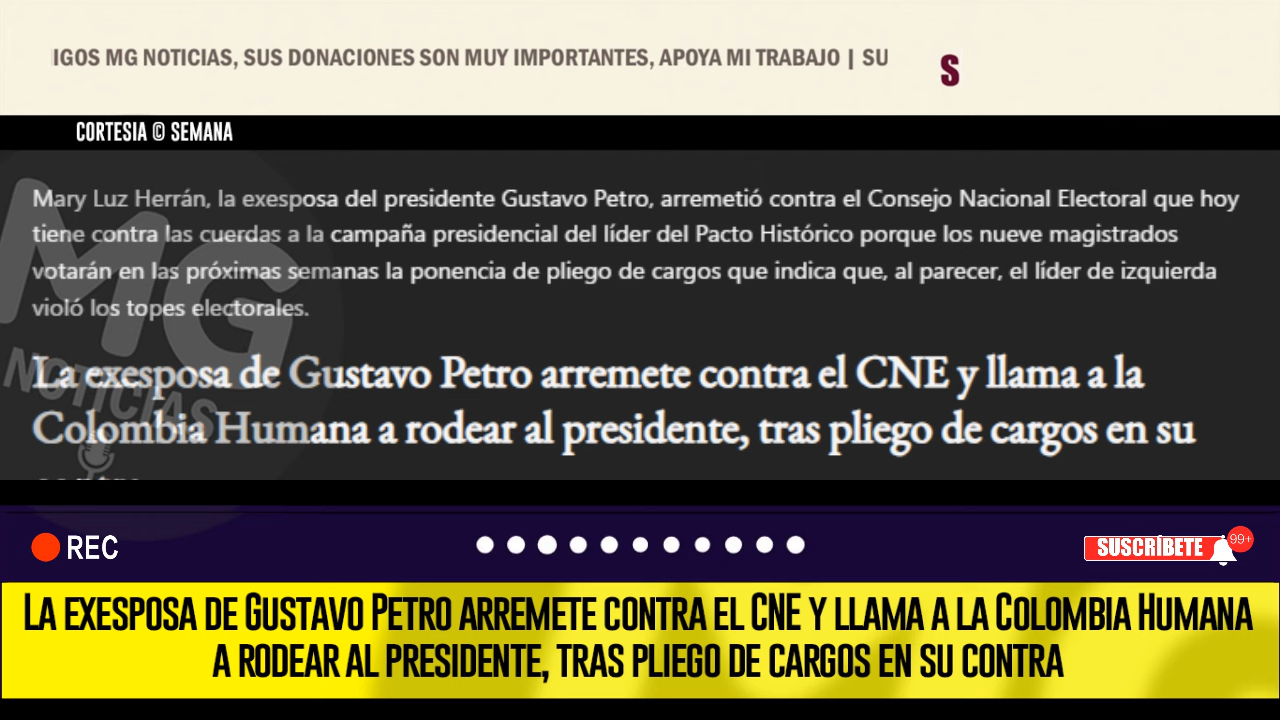 IGOS MG NOTICIAS, SUS DONACIONES SON MUY IMPORTANTES, APOYA MI TRABAJO | SU
S
CORTESIA © SEMANA
Mary Luz Herrán, la exesposa del presidente Gustavo Petro, arremetió contra el Consejo Nacional Electoral que hoy
tiene contra las cuerdas a la campaña presidencial del líder del Pacto Histórico porque los nueve magistrados
votarán en las próximas semanas la ponencia de pliego de cargos que indica que, al parecer, el líder de izquierda
violó los topes electorales.
MG
NOTICIAS
La exesposa de Gustavo Petro arremete contra el CNE y llama a la
Colombia Humana a rodear al presidente, tras pliego de cargos en su
REC
SUSCRÍBETE
99+
LA EXESPOSA DE GUSTAVO PETRO ARREMETE CONTRA EL CNE Y LLAMA A LA COLOMBIA HUMANA
A RODEAR AL PRESIDENTE, TRAS PLIEGO DE CARGOS EN SU CONTRA